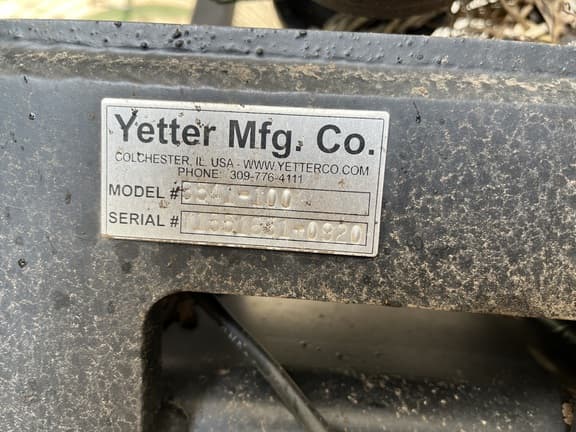 Yetter Mfg. Co.
COLCHESTER, IL USA - WWW.YETTERCO.COM
PHONE: 309-776-4111
MODEL #
SERIAL #